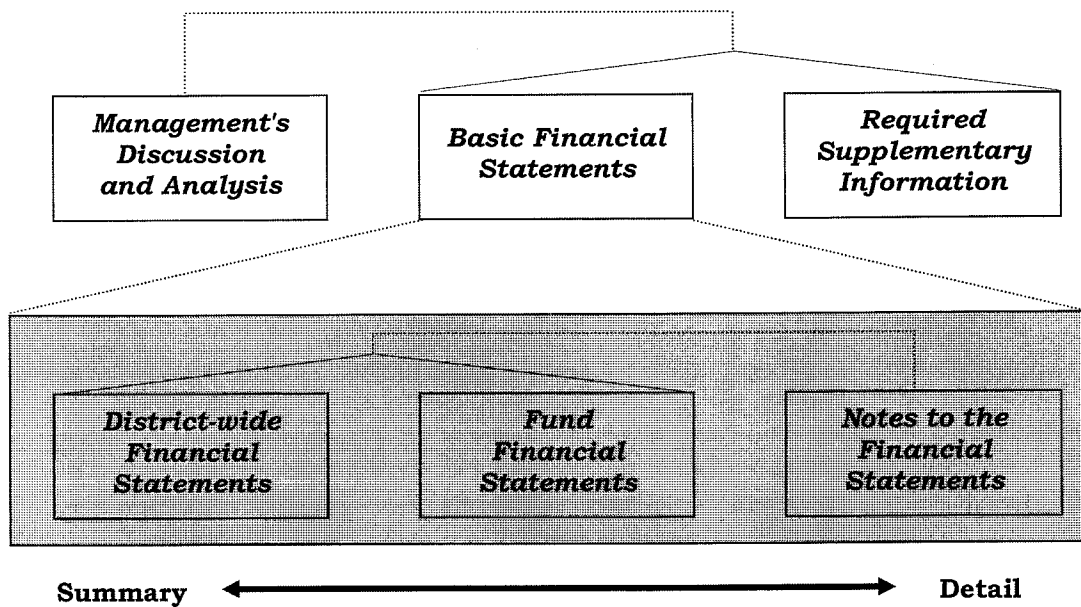 Management's
Discussion
and Analysis
Basic Financial
Statements
Required
Supplementary
Information
District-wide
Financial
Statements
Fund
Financial
Statements
Notes to the
Financial
Statements
Summary
Detail